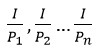 I/P₁, I/P₂ ... I/Pₙ